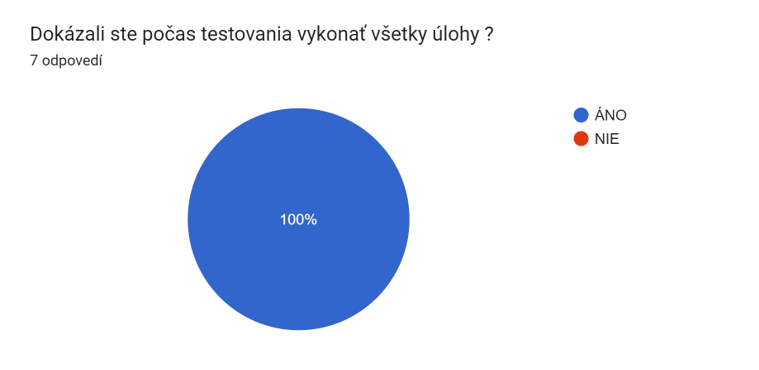 Dokázali ste počas testovania vykonať všetky úlohy ?
7 odpovedí
ÁNO
NIE
100%